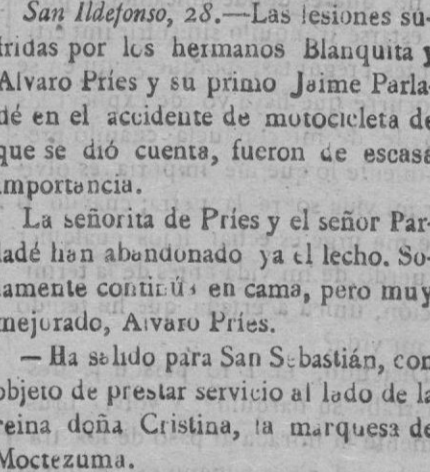 San Ildefonso, 28.—Las lesiones su-
fridas por los hermanos Blanquita y
Alvaro Pries y su primo Jaime Parla-
dé en el accidente de motocicleta de
que se dió cuenta, fueron de escasa
importancia.
La señorita de Pries y el señor Par-
ladé han abandonado ya el lecho. So-
lamente continúa en cama, pero muy
mejorado, Alvaro Pries.
— Ha salido para San Sebastián, con
objeto de prestar servicio al lado de la
reina doña Cristina, la marquesa de
Moctezuma.